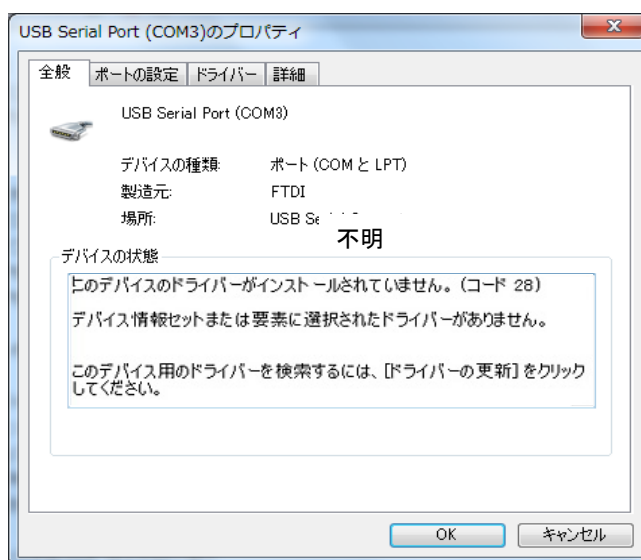 USB Serial Port (COM3)のプロパティ
全般 ポートの設定 ドライバー 詳細
USB Serial Port (COM3)
デバイスの種類: ポート (COM と LPT)
製造元: FTDI
場所: USB
不明
デバイスの状態
このデバイスのドライバーがインストールされていません。(コード 28)
デバイス情報セットまたは要素に選択されたドライバーがありません。
このデバイス用のドライバーを検索するには、[ドライバーの更新] をクリック
してください。
OK キャンセル